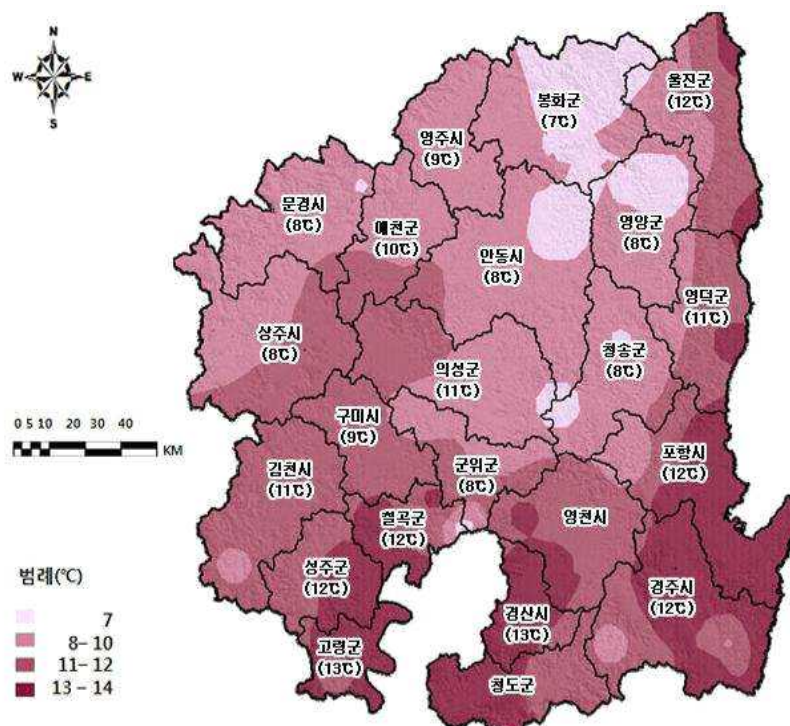 N
W E
S
봉화군
(7℃)
울진군
(12℃)
영주시
(9℃)
문경시
(8℃)
예천군
(10℃)
안동시
(8℃)
영양군
(8℃)
영덕군
(11℃)
상주시
(8℃)
청송군
(8℃)
의성군
(11℃)
구미시
(9℃)
0 5 10 20 30 40
KM
김천시
(11℃)
군위군
(8℃)
포항시
(12℃)
칠곡군
(12℃)
영천시
성주군
(12℃)
경주시
(12℃)
경산시
(13℃)
고령군
(13℃)
청도군
범례(℃)
7
8- 10
11- 12
13 - 14